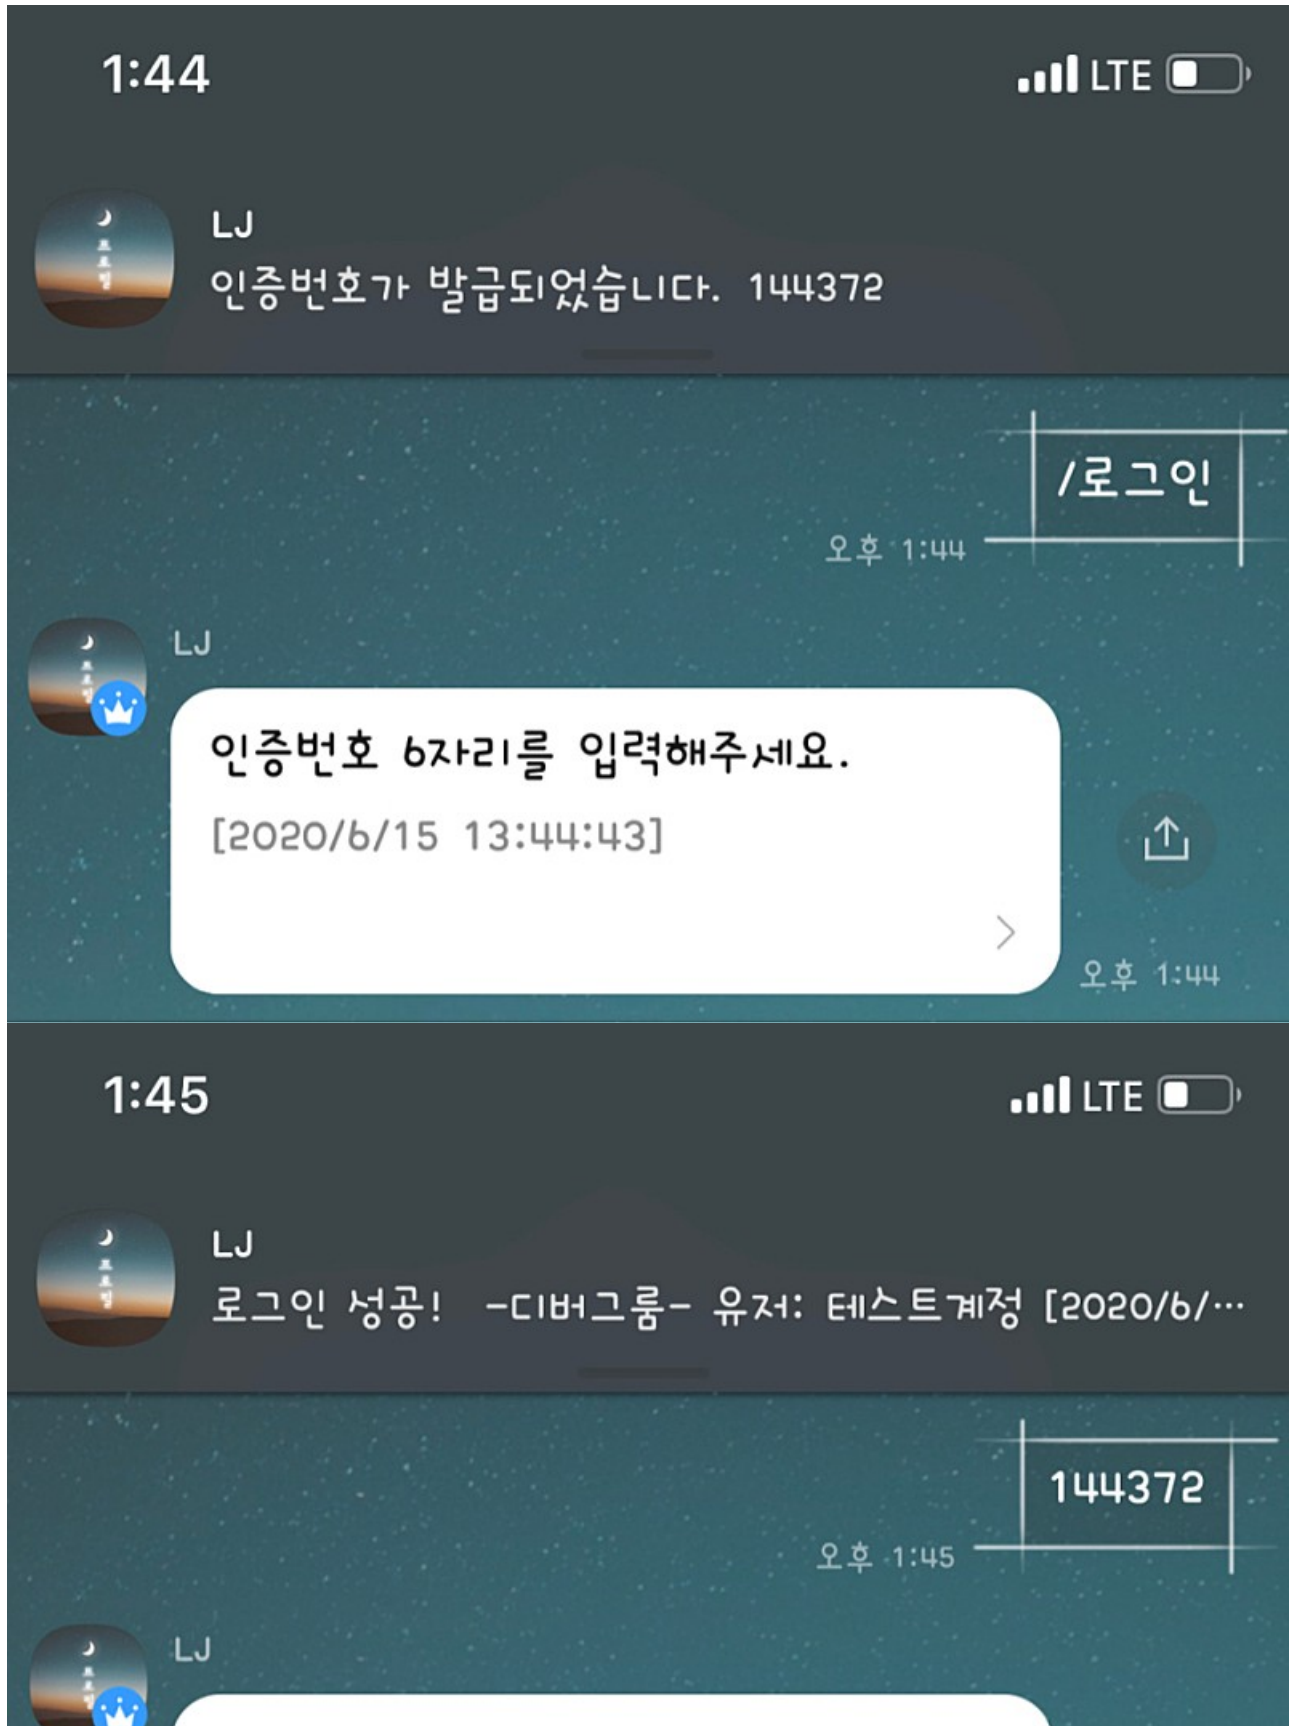 1:44
LTE
LJ
인증번호가 발급되었습니다. 144372
/로그인
오후 1:44
LJ
인증번호 6자리를 입력해주세요.
[2020/6/15 13:44:43]
오후 1:44
1:45
LTE
LJ
로그인 성공! -디버그룸- 유저: 테스트계정 [2020/6/…
144372
오후 1:45
LJ